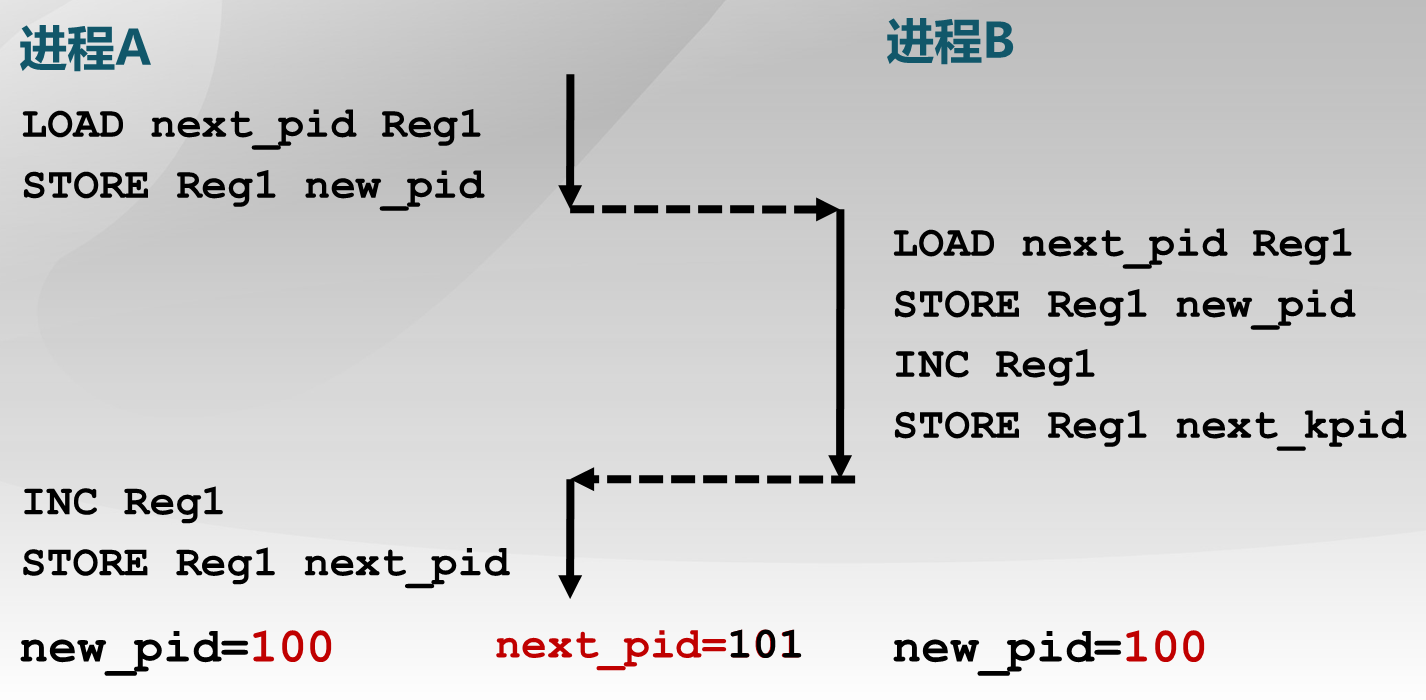 进程A
LOAD next_pid Reg1
STORE Reg1 new_pid
进程B
LOAD next_pid Reg1
STORE Reg1 new_pid
INC Reg1
STORE Reg1 next_kpid
INC Reg1
STORE Reg1 next_pid
new_pid=100
next_pid=101
new_pid=100